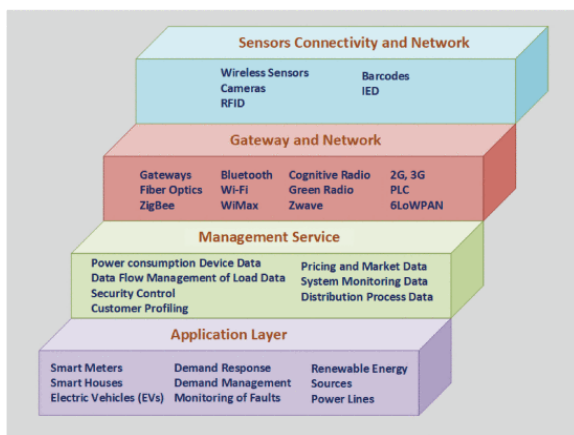 Sensors Connectivity and Network
Wireless Sensors
Cameras
RFID
Barcodes
IED
Gateway and Network
Gateways
Fiber Optics
ZigBee
Bluetooth
Wi-Fi
WiMax
Cognitive Radio
Green Radio
Zwave
2G, 3G
PLC
6LoWPAN
Management Service
Power consumption Device Data
Data Flow Management of Load Data
Security Control
Customer Profiling
Pricing and Market Data
System Monitoring Data
Distribution Process Data
Application Layer
Smart Meters
Smart Houses
Electric Vehicles (EVs)
Demand Response
Demand Management
Monitoring of Faults
Renewable Energy
Sources
Power Lines